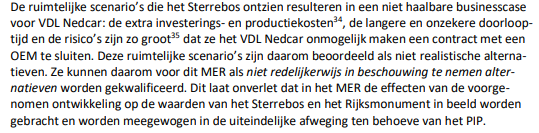 De ruimtelijke scenario's die het Sterrebos ontzien resulteren in een niet haalbare businesscase
voor VDL Nedcar: de extra investerings- en productiekosten³⁴, de langere en onzekere doorloop-
tijd en de risico's zijn zo groot³⁵ dat ze het VDL Nedcar onmogelijk maken een contract met een
OEM te sluiten. Deze ruimtelijke scenario's zijn daarom beoordeeld als niet realistische alterna-
tieven. Ze kunnen daarom voor dit MER als niet redelijkerwijs in beschouwing te nemen alter-
natieven worden gekwalificeerd. Dit laat onverlet dat in het MER de effecten van de voorge-
nomen ontwikkeling op de waarden van het Sterrebos en het Rijksmonument in beeld worden
gebracht en worden meegewogen in de uiteindelijke afweging ten behoeve van het PIP.